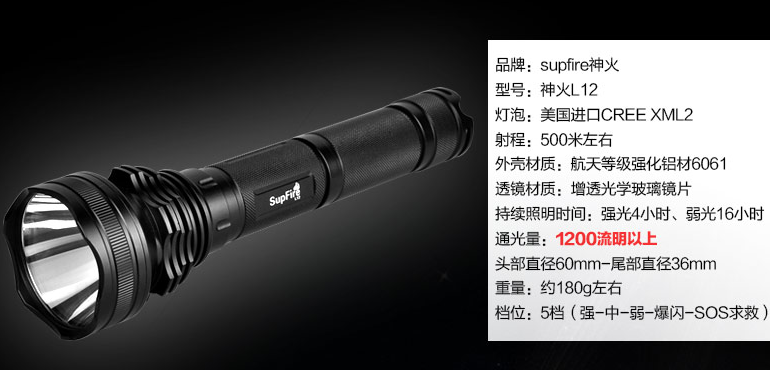 SupFire
L12
品牌：supfire神火
型号：神火L12
灯泡：美国进口CREE XML2
射程：500米左右
外壳材质：航天等级强化铝材6061
透镜材质：增透光学玻璃镜片
持续照明时间：强光4小时、弱光16小时
通光量：1200流明以上
头部直径60mm-尾部直径36mm
重量：约180g左右
档位：5档（强-中-弱-爆闪-SOS求救）